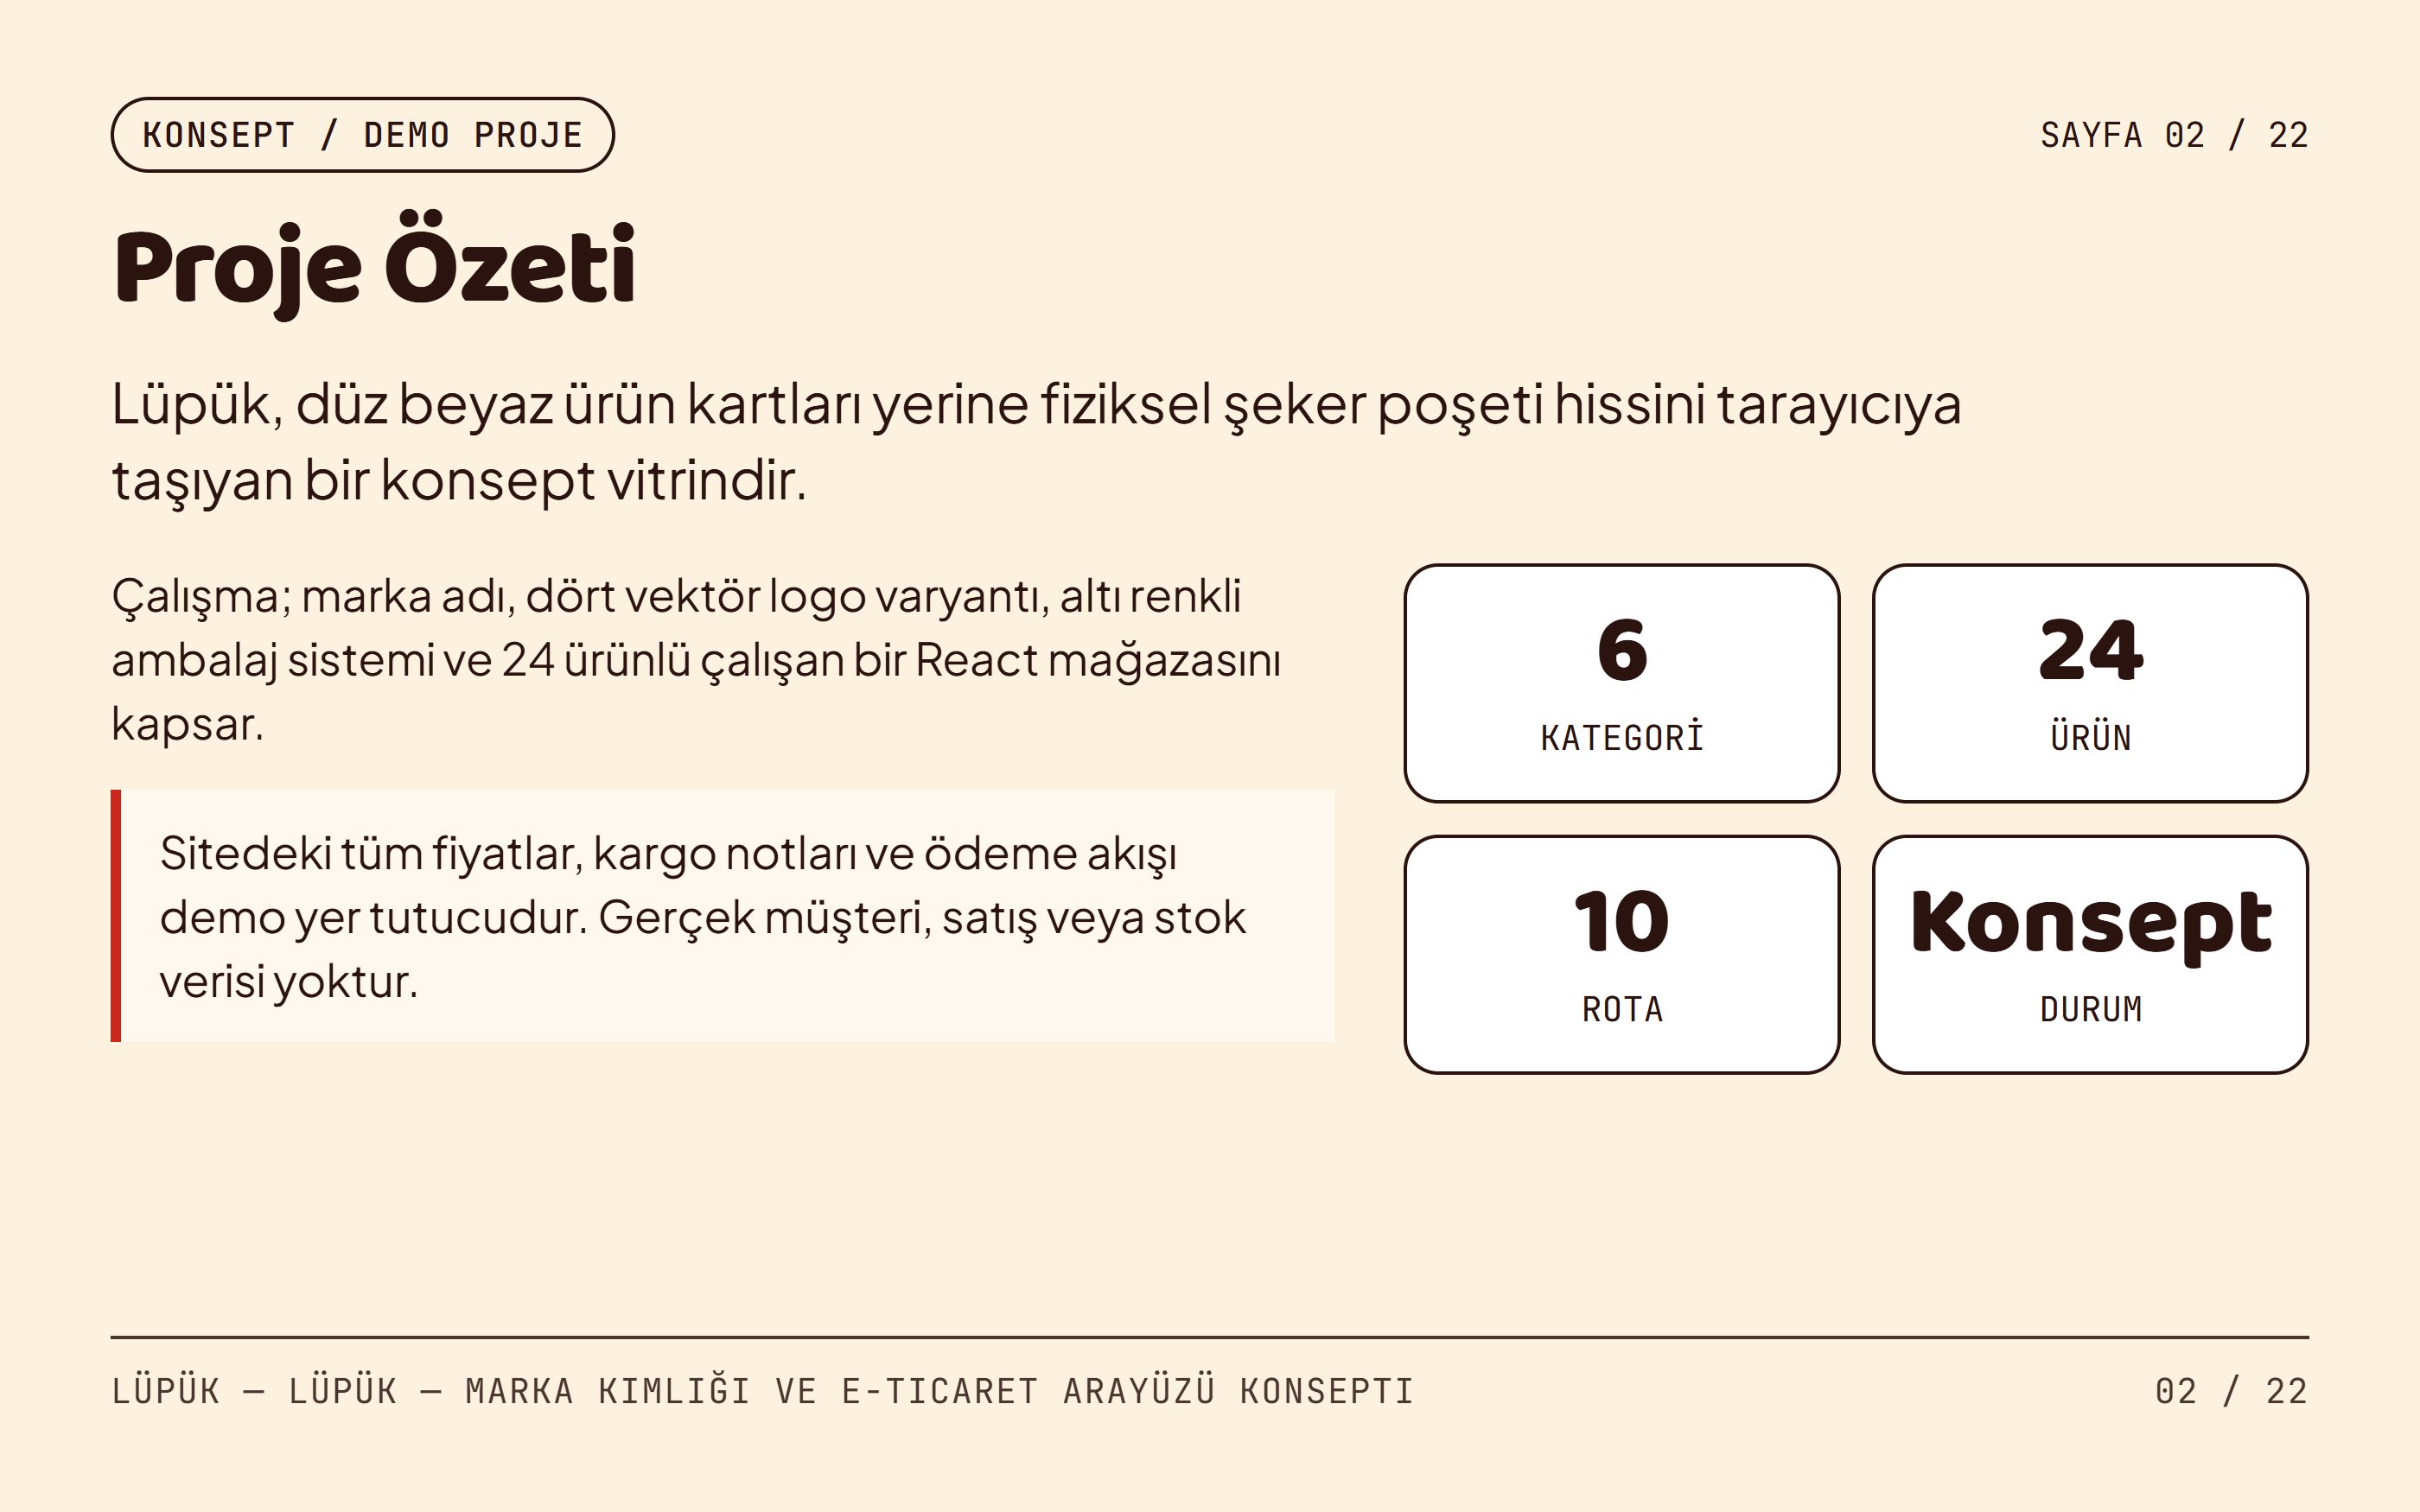 KONSEPT / DEMO PROJE
SAYFA 02 / 22
Proje Özeti
Lüpük, düz beyaz ürün kartları yerine fiziksel şeker poşeti hissini tarayıcıya
taşıyan bir konsept vitrindir.
Çalışma; marka adı, dört vektör logo varyantı, altı renkli
ambalaj sistemi ve 24 ürünlü çalışan bir React mağazasını
kapsar.
Sitedeki tüm fiyatlar, kargo notları ve ödeme akışı
demo yer tutucudur. Gerçek müşteri, satış veya stok
verisi yoktur.
6
KATEGORİ
24
ÜRÜN
10
ROTA
Konsept
DURUM
LÜPÜK — LÜPÜK — MARKA KIMLIĞI VE E-TICARET ARAYÜZÜ KONSEPTI
02 / 22